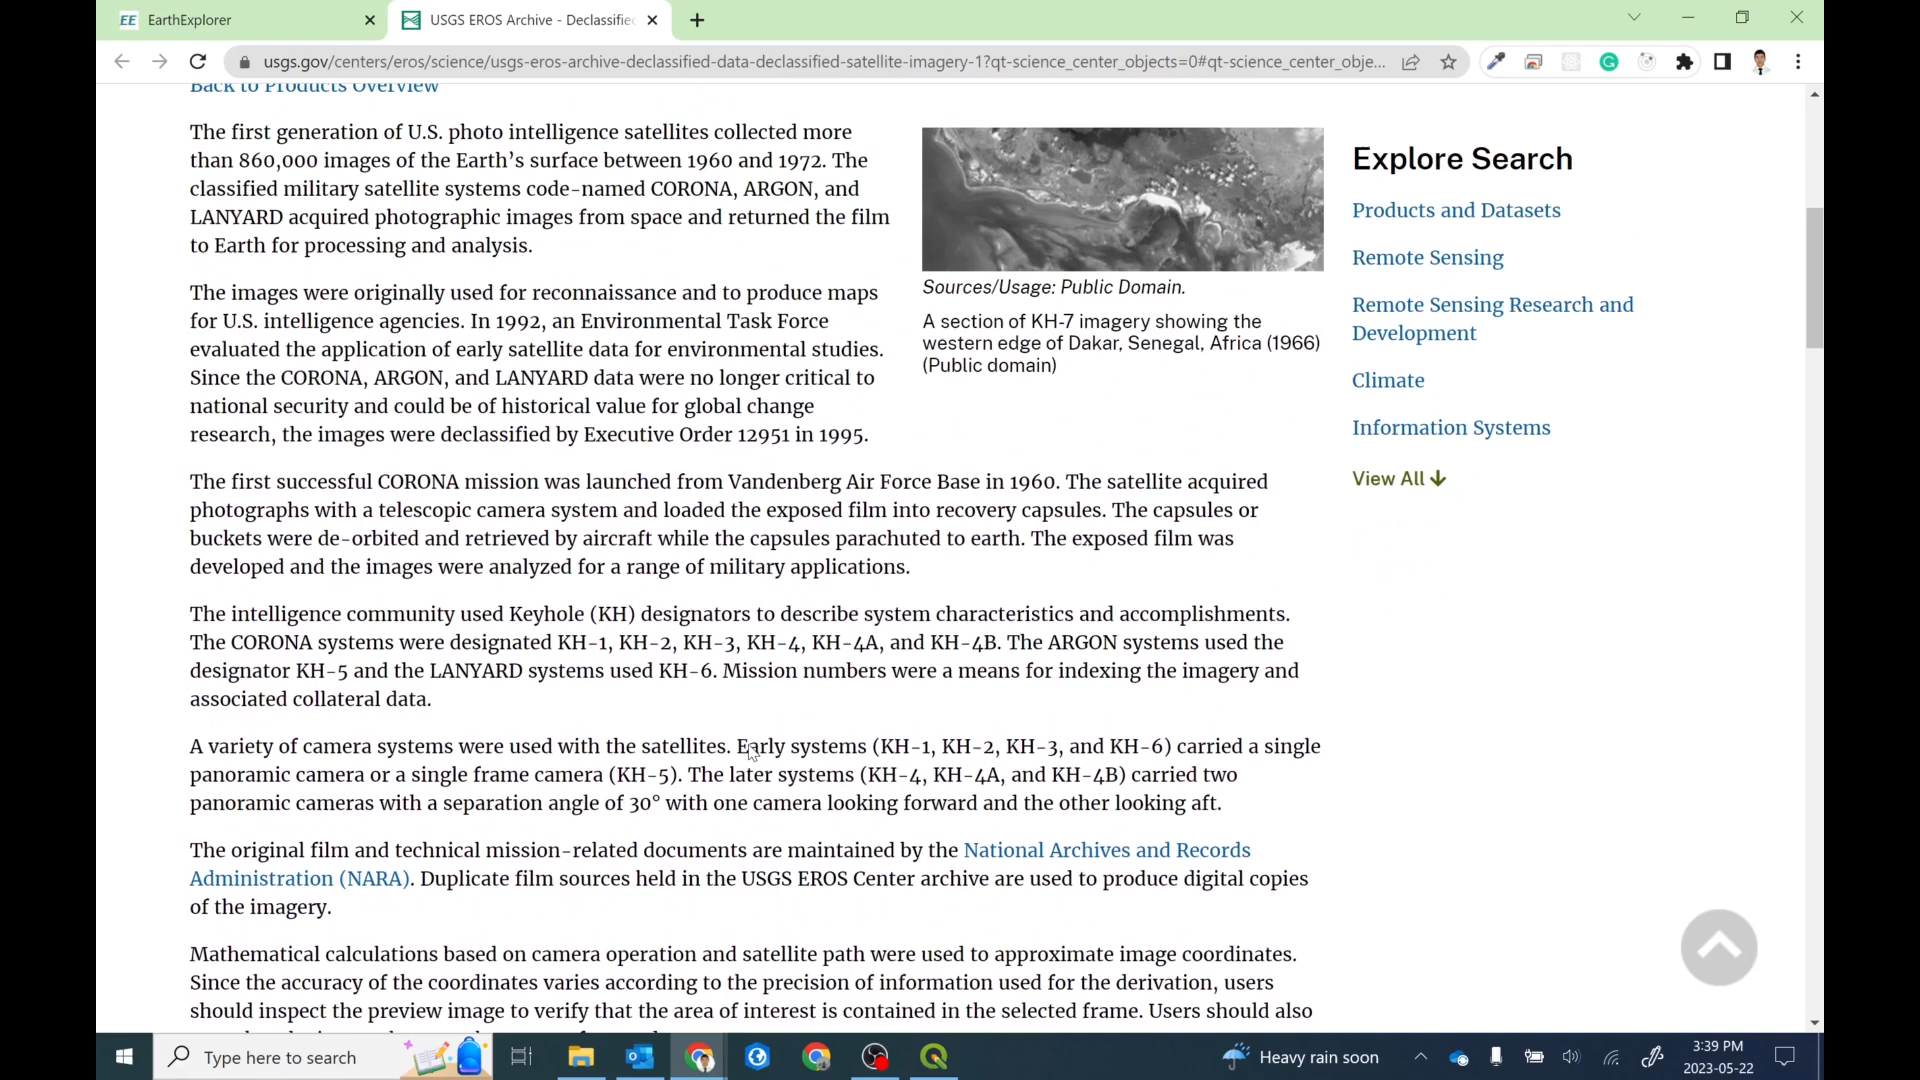 EE EarthExplorer
USGS EROS Archive - Declassified
usgs.gov/centers/eros/science/usgs-eros-archive-declassified-data-declassified-satellite-imagery-1?qt-science_center_objects=0#qt-science_center_obje...
Back to Products Overview
The first generation of U.S. photo intelligence satellites collected more
than 860,000 images of the Earth's surface between 1960 and 1972. The
classified military satellite systems code-named CORONA, ARGON, and
LANYARD acquired photographic images from space and returned the film
to Earth for processing and analysis.
The images were originally used for reconnaissance and to produce maps
for U.S. intelligence agencies. In 1992, an Environmental Task Force
evaluated the application of early satellite data for environmental studies.
Since the CORONA, ARGON, and LANYARD data were no longer critical to
national security and could be of historical value for global change
research, the images were declassified by Executive Order 12951 in 1995.
Sources/Usage: Public Domain.
A section of KH-7 imagery showing the
western edge of Dakar, Senegal, Africa (1966)
(Public domain)
The first successful CORONA mission was launched from Vandenberg Air Force Base in 1960. The satellite acquired
photographs with a telescopic camera system and loaded the exposed film into recovery capsules. The capsules or
buckets were de-orbited and retrieved by aircraft while the capsules parachuted to earth. The exposed film was
developed and the images were analyzed for a range of military applications.
The intelligence community used Keyhole (KH) designators to describe system characteristics and accomplishments.
The CORONA systems were designated KH-1, KH-2, KH-3, KH-4, KH-4A, and KH-4B. The ARGON systems used the
designator KH-5 and the LANYARD systems used KH-6. Mission numbers were a means for indexing the imagery and
associated collateral data.
A variety of camera systems were used with the satellites. Early systems (KH-1, KH-2, KH-3, and KH-6) carried a single
panoramic camera or a single frame camera (KH-5). The later systems (KH-4, KH-4A, and KH-4B) carried two
panoramic cameras with a separation angle of 30° with one camera looking forward and the other looking aft.
The original film and technical mission-related documents are maintained by the National Archives and Records
Administration (NARA). Duplicate film sources held in the USGS EROS Center archive are used to produce digital copies
of the imagery.
Mathematical calculations based on camera operation and satellite path were used to approximate image coordinates.
Since the accuracy of the coordinates varies according to the precision of information used for the derivation, users
should inspect the preview image to verify that the area of interest is contained in the selected frame. Users should also
Explore Search
Products and Datasets
Remote Sensing
Remote Sensing Research and
Development
Climate
Information Systems
View All
Type here to search
Heavy rain soon
3:39 PM
2023-05-22